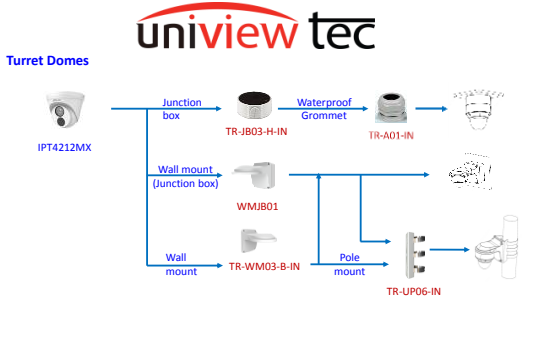 uniview tec
Turret Domes
Junction
box
Waterproof
Grommet
TR-JB03-H-IN
TR-A01-IN
IPT4212MX
Wall mount
(Junction box)
WMJB01
Wall
mount
TR-WM03-B-IN
Pole
mount
TR-UP06-IN